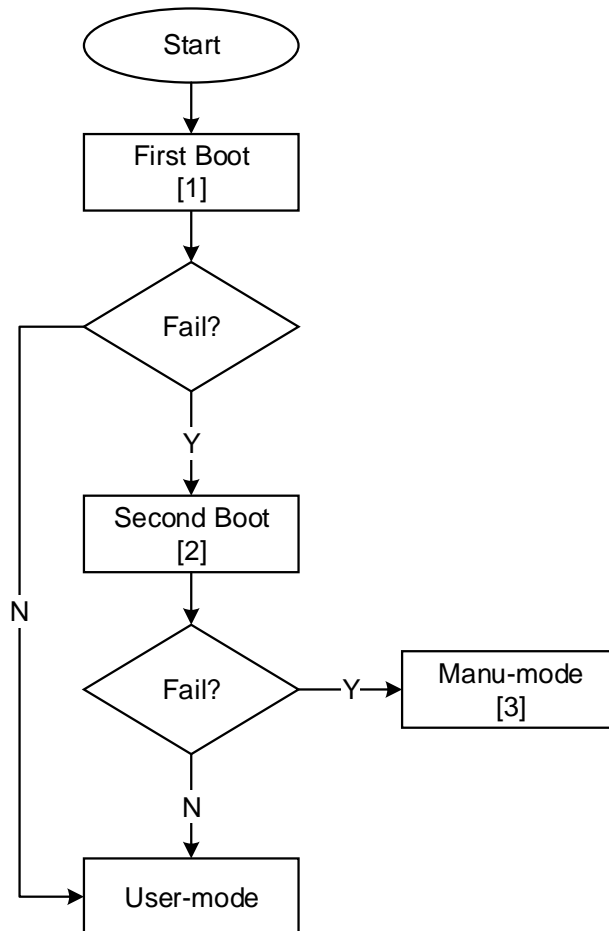 Start
First Boot
[1]
Fail?
Y
Second Boot
[2]
N
Fail?
Y
Manu-mode
[3]
N
User-mode